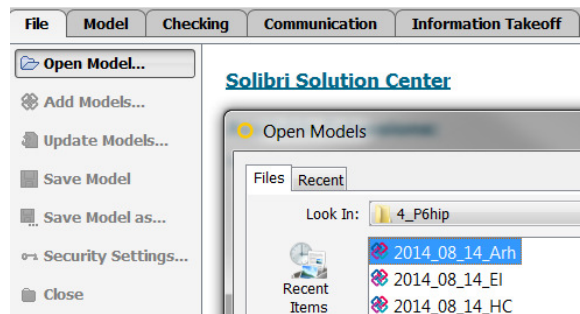 File Model Checking Communication Information Takeoff
Open Model...
Solibri Solution Center
Add Models...
Open Models
Update Models...
Files Recent
Save Model
Look In: 4_P6hip
Save Model as...
2014_08_14_Arh
Security Settings...
2014_08_14_EI
Recent
Close
Items
2014_08_14_HC